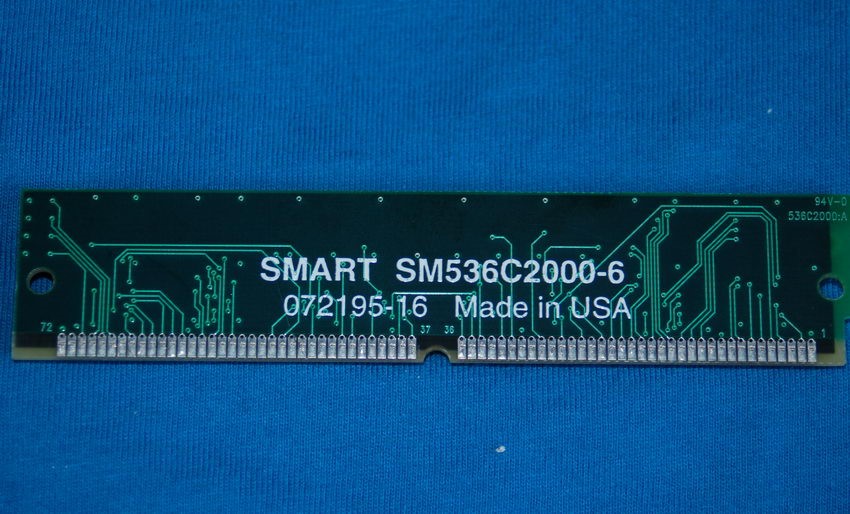 94V-0
536C2000:A
SMART SM536C2000-6
072195-16 Made in USA
72 37 36 1